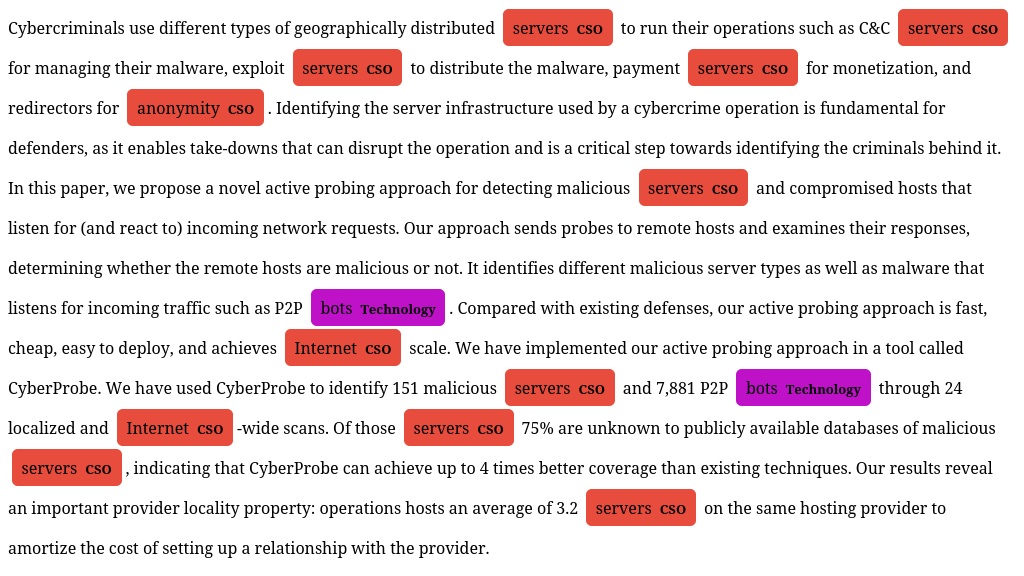 Cybercriminals use different types of geographically distributed servers CSO to run their operations such as C&C servers CSO
for managing their malware, exploit servers CSO to distribute the malware, payment servers CSO for monetization, and
redirectors for anonymity CSO . Identifying the server infrastructure used by a cybercrime operation is fundamental for
defenders, as it enables take-downs that can disrupt the operation and is a critical step towards identifying the criminals behind it.
In this paper, we propose a novel active probing approach for detecting malicious servers CSO and compromised hosts that
listen for (and react to) incoming network requests. Our approach sends probes to remote hosts and examines their responses,
determining whether the remote hosts are malicious or not. It identifies different malicious server types as well as malware that
listens for incoming traffic such as P2P bots Technology . Compared with existing defenses, our active probing approach is fast,
cheap, easy to deploy, and achieves Internet CSO scale. We have implemented our active probing approach in a tool called
CyberProbe. We have used CyberProbe to identify 151 malicious servers CSO and 7,881 P2P bots Technology through 24
localized and Internet CSO -wide scans. Of those servers CSO 75% are unknown to publicly available databases of malicious
servers CSO , indicating that CyberProbe can achieve up to 4 times better coverage than existing techniques. Our results reveal
an important provider locality property: operations hosts an average of 3.2 servers CSO on the same hosting provider to
amortize the cost of setting up a relationship with the provider.